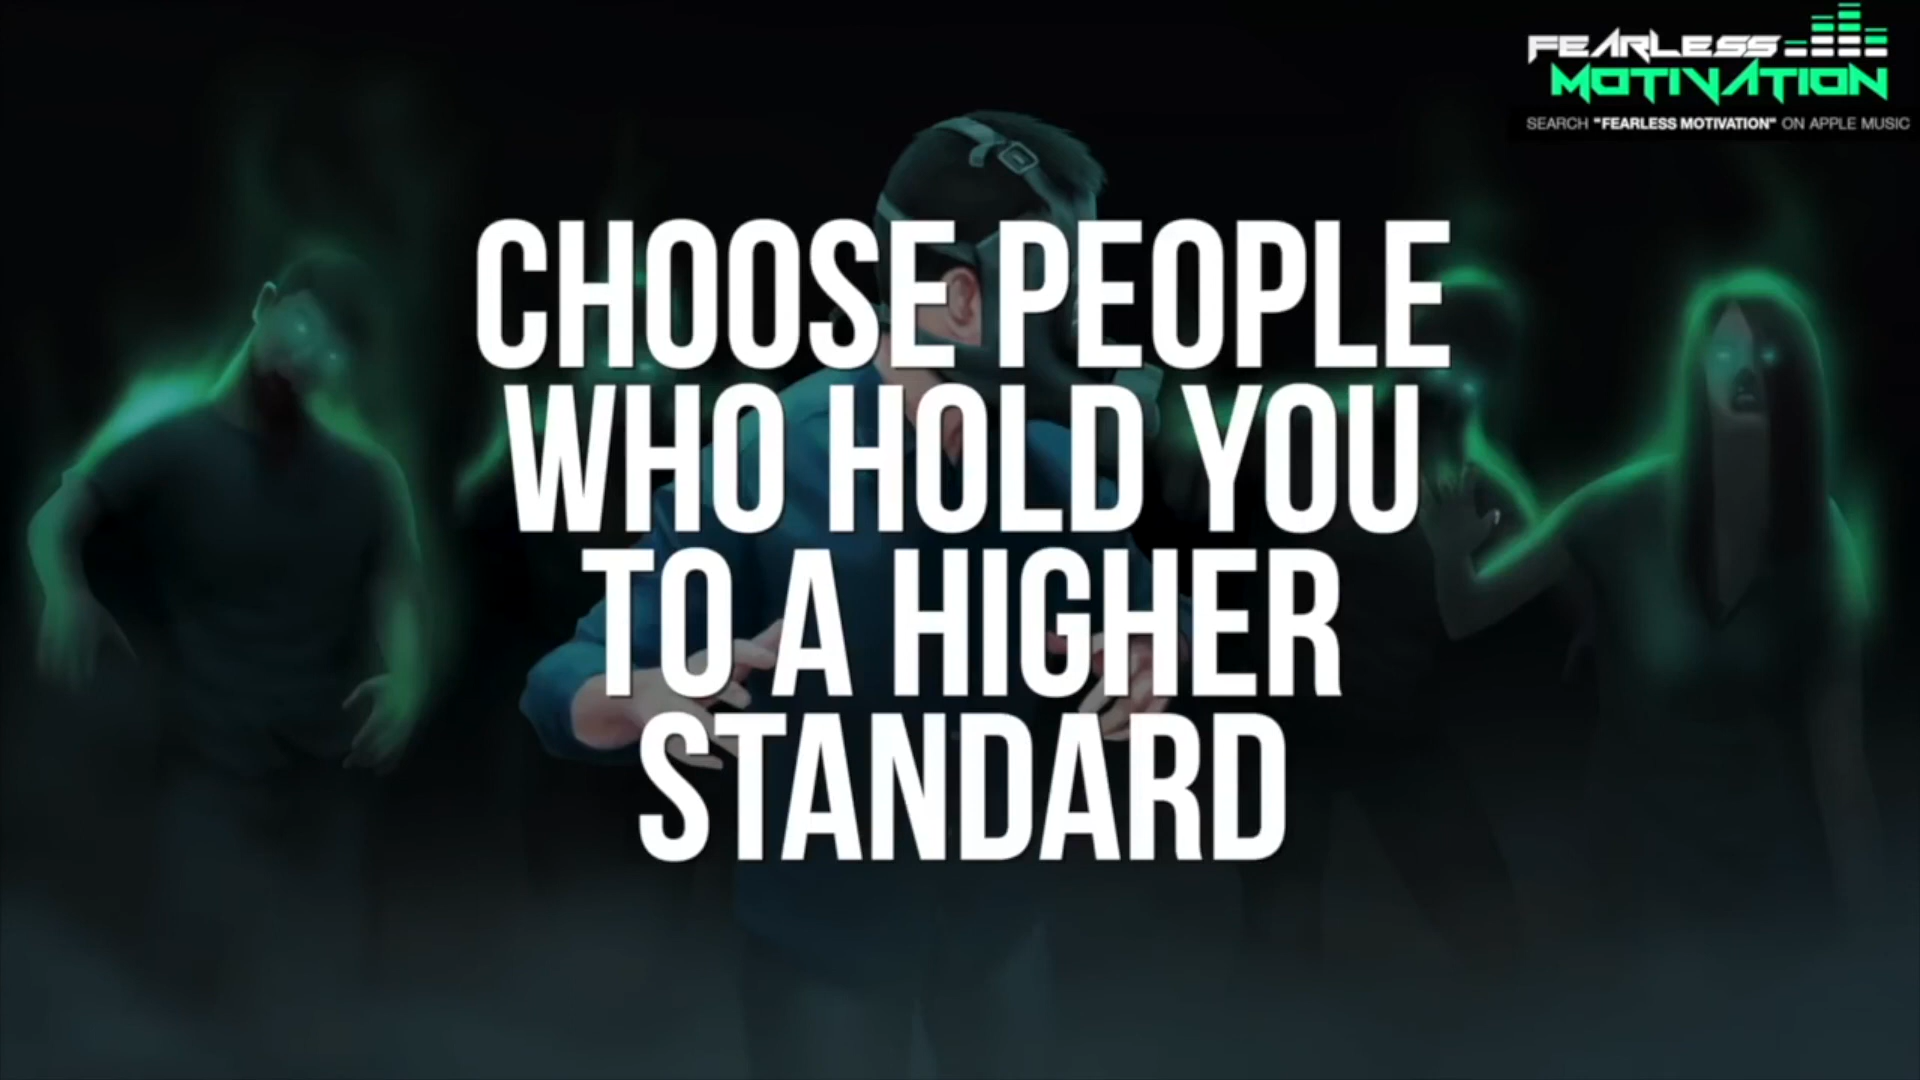 FEARLESS
MOTIVATION
SEARCH "FEARLESS MOTIVATION" ON APPLE MUSIC
CHOOSE PEOPLE
WHO HOLD YOU
TO A HIGHER
STANDARD